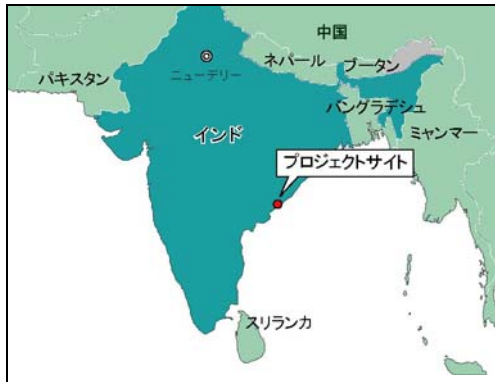 中国
ネパール
ブータン
パキスタン
ニューデリー
バングラデシュ
インド
ミャンマー
プロジェクトサイト
スリランカ